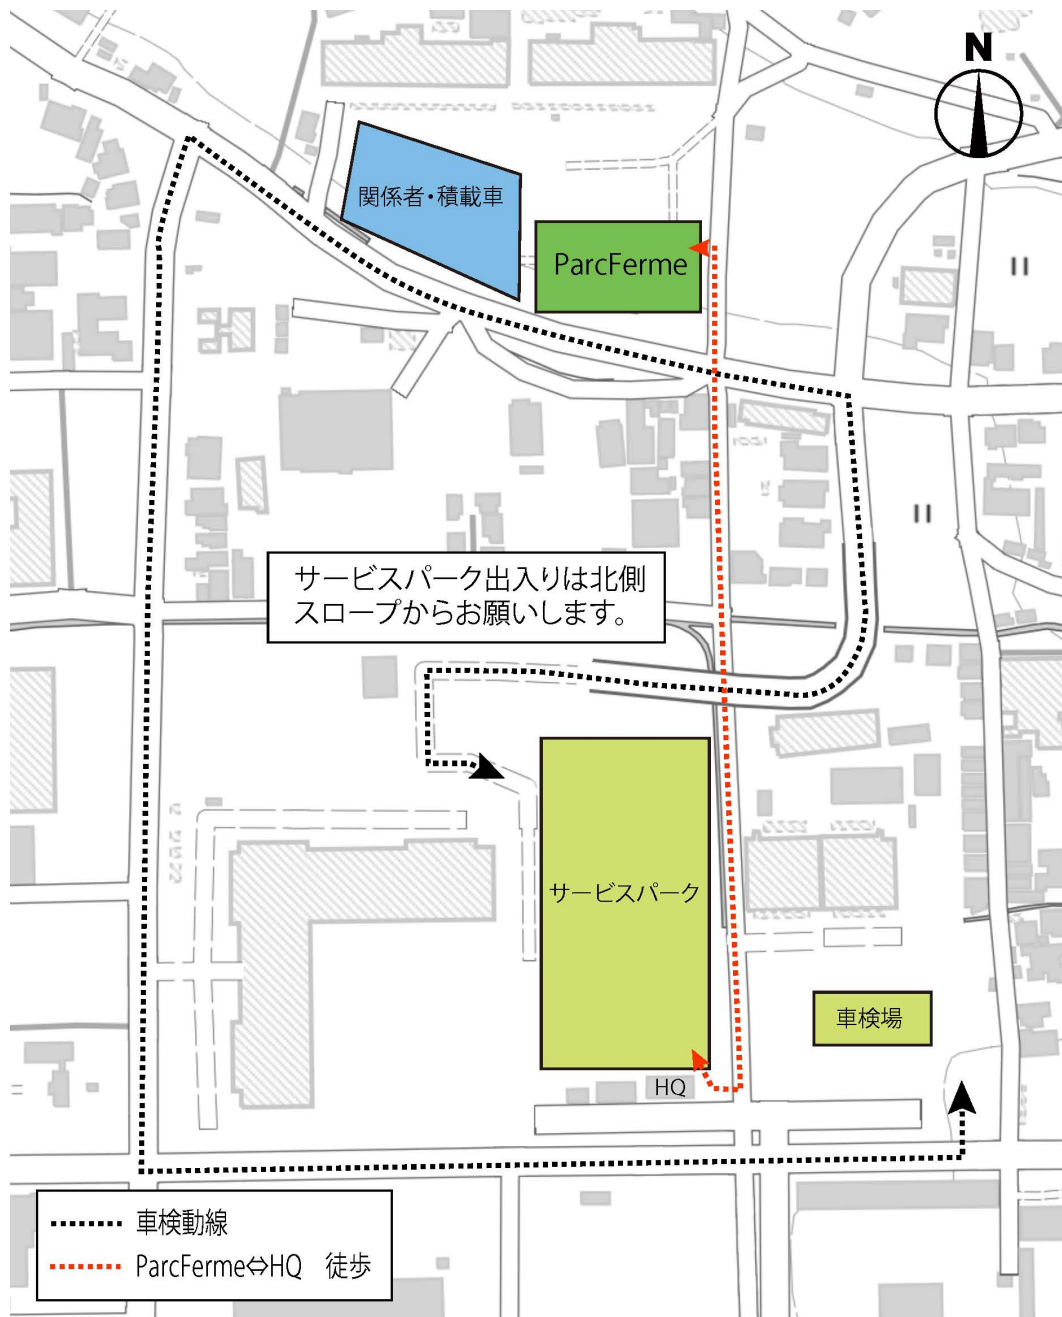 N
関係者・積載車
ParcFerme
サービスパーク出入りは北側
スロープからお願いします。
サービスパーク
車検場
HQ
車検動線
ParcFerme⇔HQ 徒歩